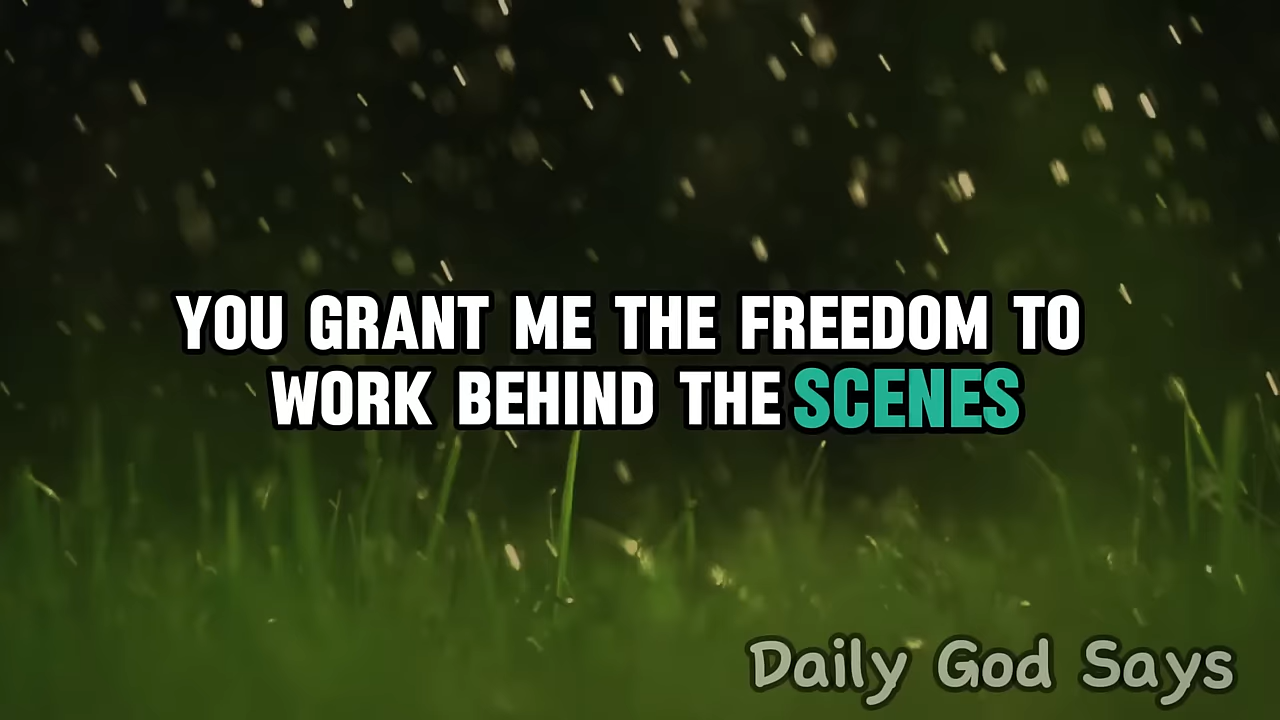 YOU GRANT ME THE FREEDOM TO
WORK BEHIND THE SCENES
Daily God Says